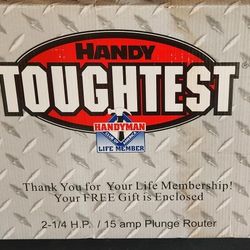 HANDY
TOUGHTEST
HANDYMAN
LIFE MEMBER
Thank You for Your Life Membership!
Your FREE Gift is Enclosed
2-1/4 H.P. / 15 amp Plunge Router